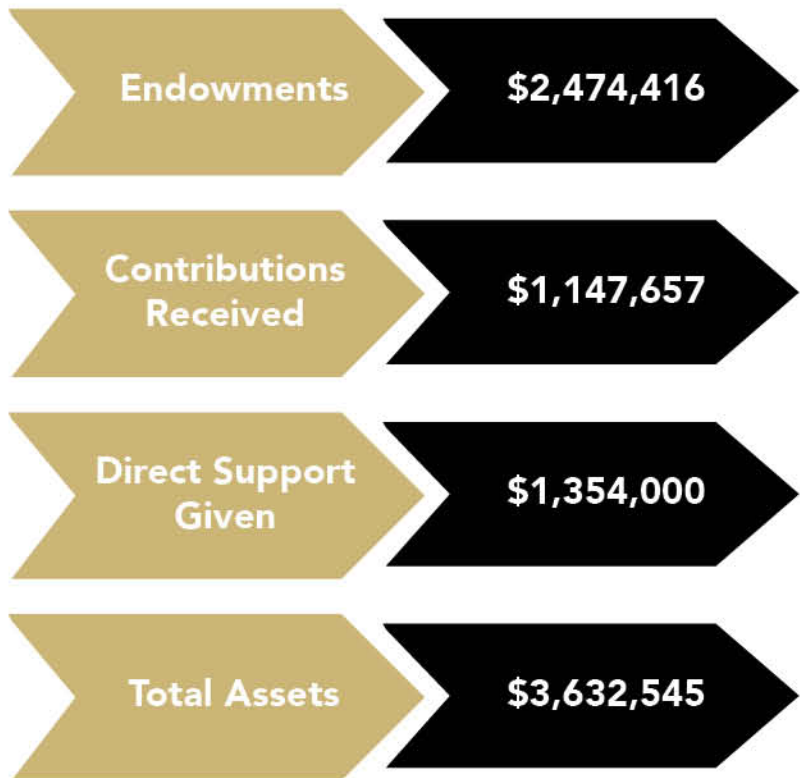 Endowments
$2,474,416
Contributions
Received
$1,147,657
Direct Support
Given
$1,354,000
Total Assets
$3,632,545